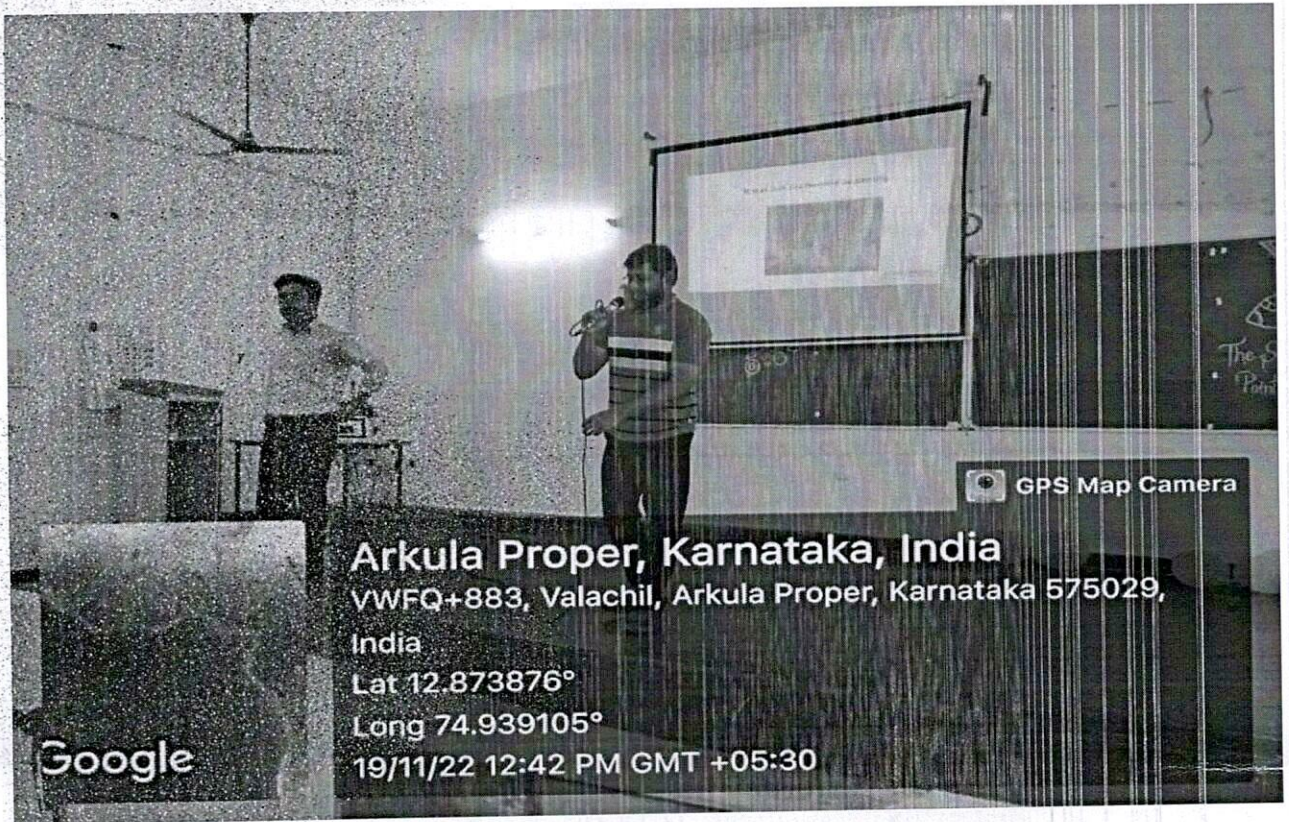 The
GPS Map Camera
Arkula Proper, Karnataka, India
VWFQ+883, Valachil, Arkula Proper, Karnataka 575029,
India
Lat 12.873876°
Long 74.939105°
19/11/22 12:42 PM GMT +05:30
Google